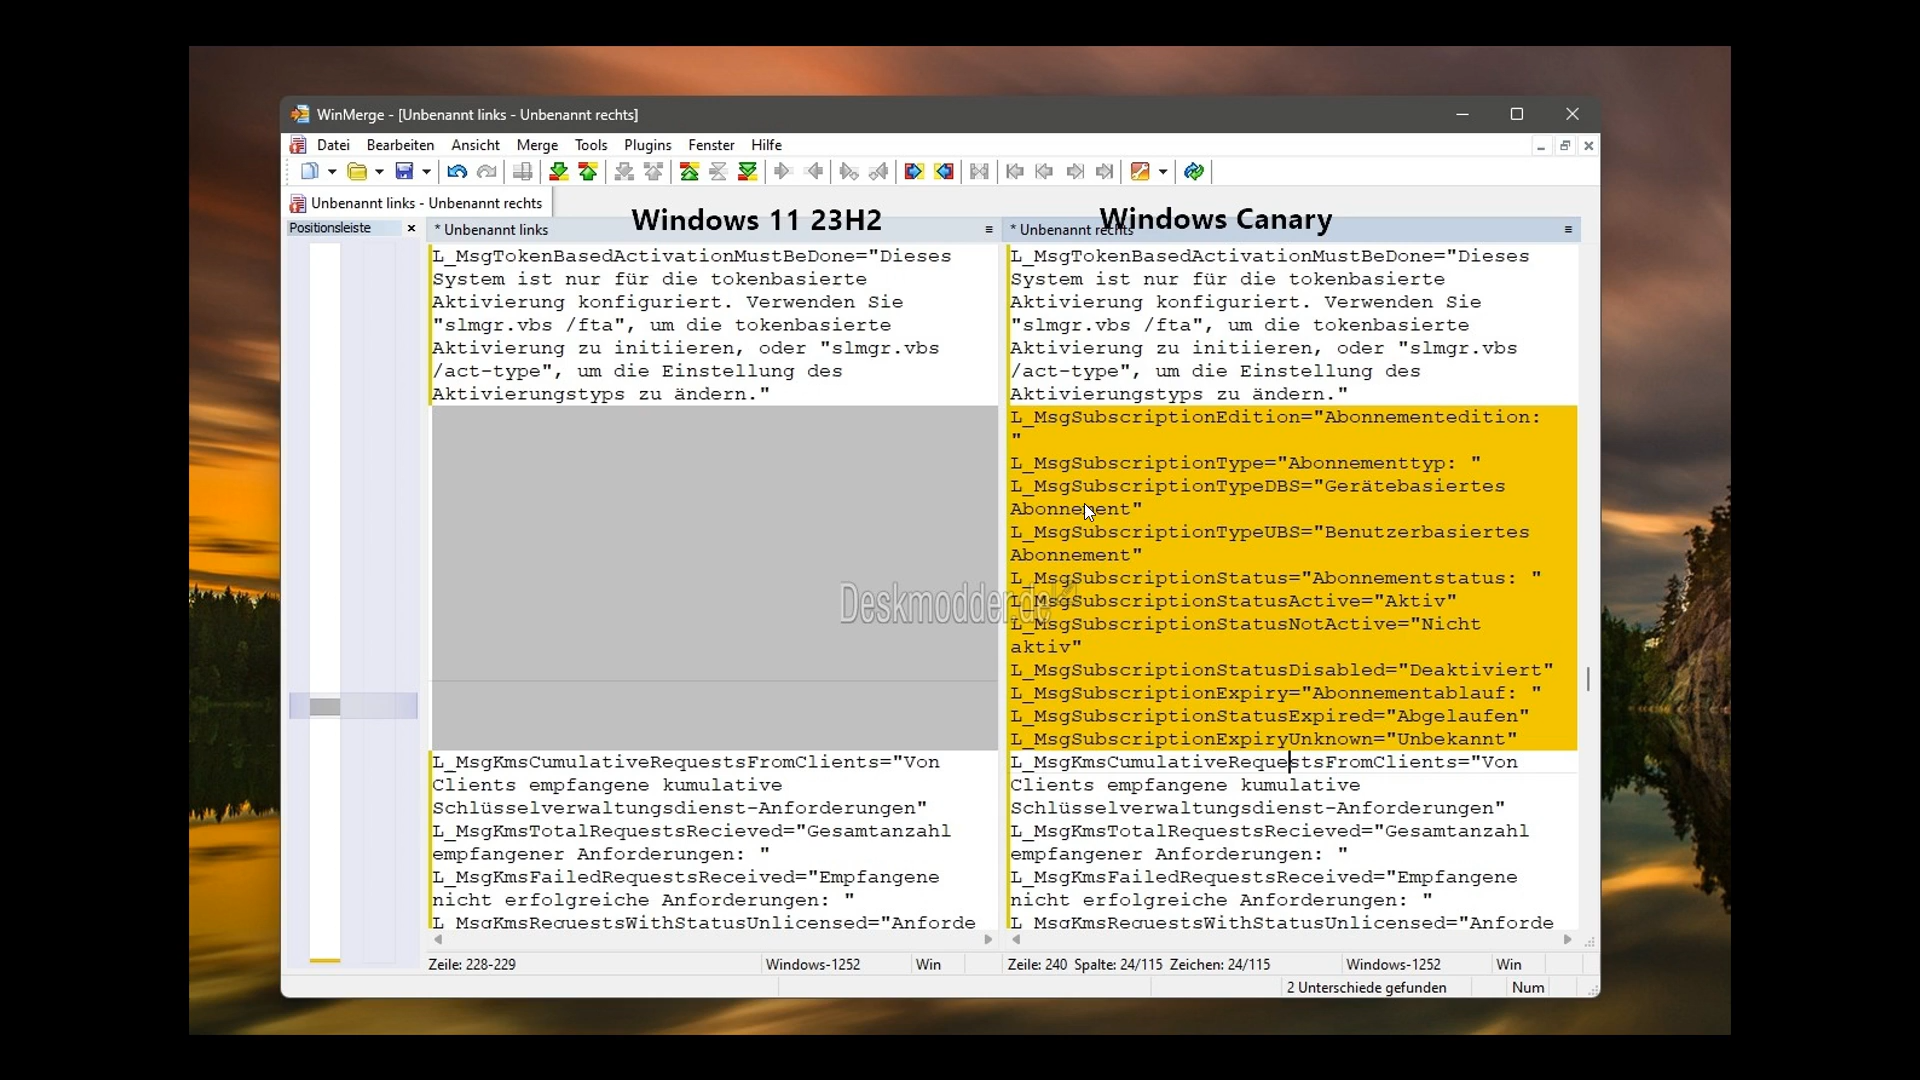 WinMerge - [Unbenannt links - Unbenannt rechts]
Datei Bearbeiten Ansicht Merge Tools Plugins Fenster Hilfe
Unbenannt links - Unbenannt rechts
Positionsleiste
Windows 11 23H2
* Unbenannt links
L_MsgTokenBasedActivationMustBeDone="Dieses
System ist nur für die tokenbasierte
Aktivierung konfiguriert. Verwenden Sie
"slmgr.vbs /fta", um die tokenbasierte
Aktivierung zu initiieren, oder "slmgr.vbs
/act-type", um die Einstellung des
Aktivierungstyps zu ändern."
L_MsgKmsCumulativeRequestsFromClients="Von
Clients empfangene kumulative
Schlüsselverwaltungsdienst-Anforderungen"
L_MsgKmsTotalRequestsRecieved="Gesamtanzahl
empfangener Anforderungen: "
L_MsgKmsFailedRequestsReceived="Empfangene
nicht erfolgreiche Anforderungen: "
L_MsgKmsRequestsWithStatusUnlicensed="Anforde
Zeile: 228-229 Windows-1252 Win
Windows Canary
* Unbenannt rechts
L_MsgTokenBasedActivationMustBeDone="Dieses
System ist nur für die tokenbasierte
Aktivierung konfiguriert. Verwenden Sie
"slmgr.vbs /fta", um die tokenbasierte
Aktivierung zu initiieren, oder "slmgr.vbs
/act-type", um die Einstellung des
Aktivierungstyps zu ändern."
L_MsgSubscriptionEdition="Abonnementedition:
"
L_MsgSubscriptionType="Abonnementtyp: "
L_MsgSubscriptionTypeDBS="Gerätebasiertes
Abonnement"
L_MsgSubscriptionTypeUBS="Benutzerbasiertes
Abonnement"
L_MsgSubscriptionStatus="Abonnementstatus: "
L_MsgSubscriptionStatusActive="Aktiv"
L_MsgSubscriptionStatusNotActive="Nicht
aktiv"
L_MsgSubscriptionStatusDisabled="Deaktiviert"
L_MsgSubscriptionExpiry="Abonnementablauf: "
L_MsgSubscriptionStatusExpired="Abgelaufen"
L_MsgSubscriptionExpiryUnknown="Unbekannt"
L_MsgKmsCumulativeRequestsFromClients="Von
Clients empfangene kumulative
Schlüsselverwaltungsdienst-Anforderungen"
L_MsgKmsTotalRequestsRecieved="Gesamtanzahl
empfangener Anforderungen: "
L_MsgKmsFailedRequestsReceived="Empfangene
nicht erfolgreiche Anforderungen: "
L_MsgKmsRequestsWithStatusUnlicensed="Anforde
Zeile: 240 Spalte: 24/115 Zeichen: 24/115 Windows-1252 Win
2 Unterschiede gefunden Num
Deskmodder.de